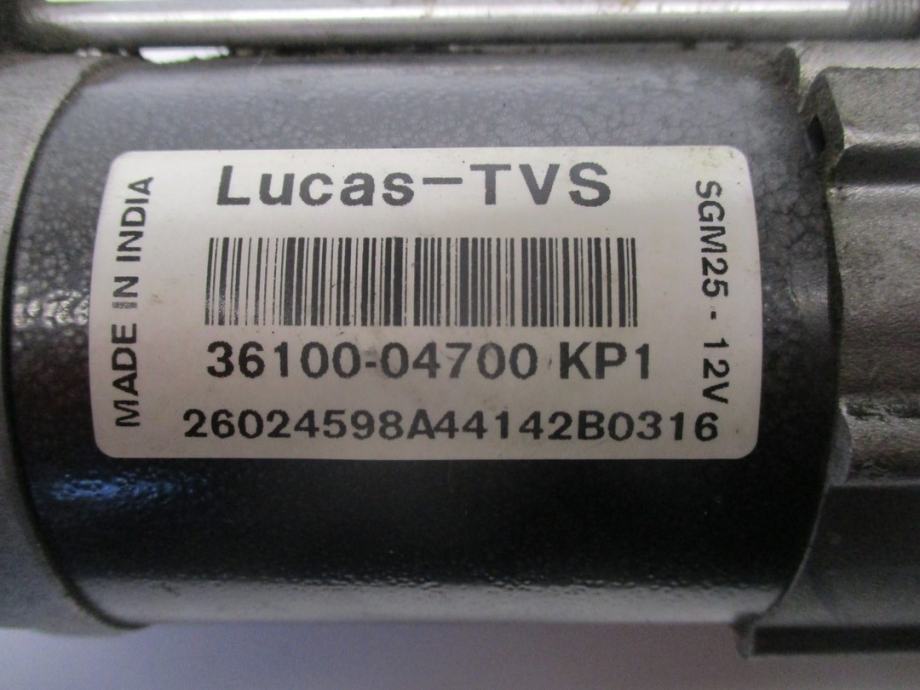 Lucas-TVS
MADE IN INDIA
SGM25 - 12V
36100-04700 KP1
26024598A44142B0316